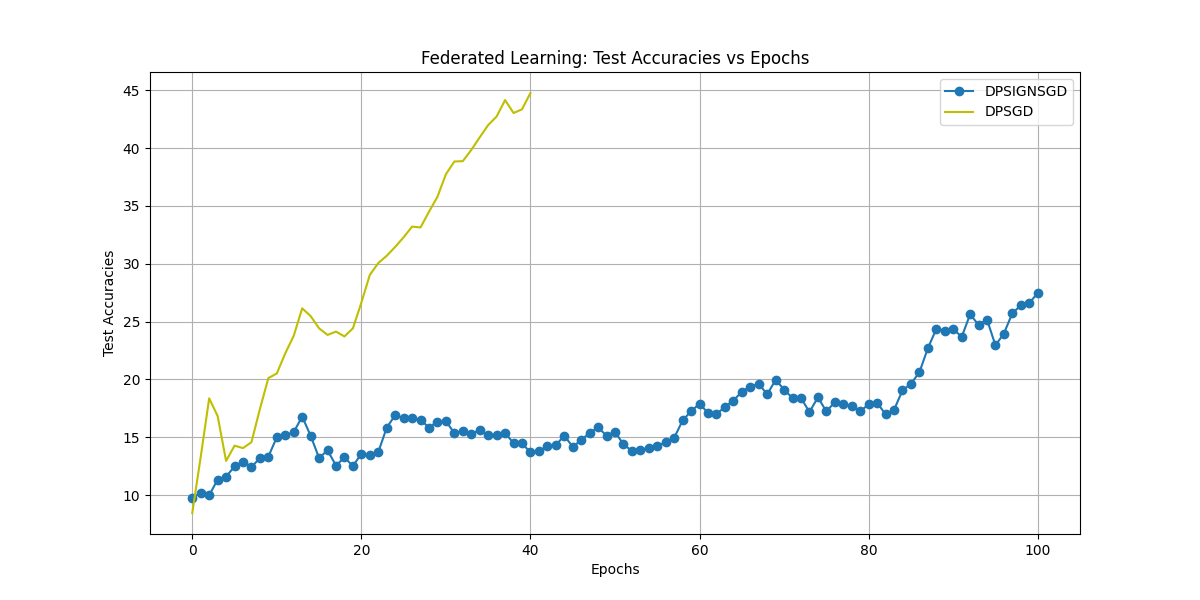 Federated Learning: Test Accuracies vs Epochs
DPSIGNSGD
DPSGD
Test Accuracies
45
40
35
30
25
20
15
10
0 20 40 60 80 100
Epochs